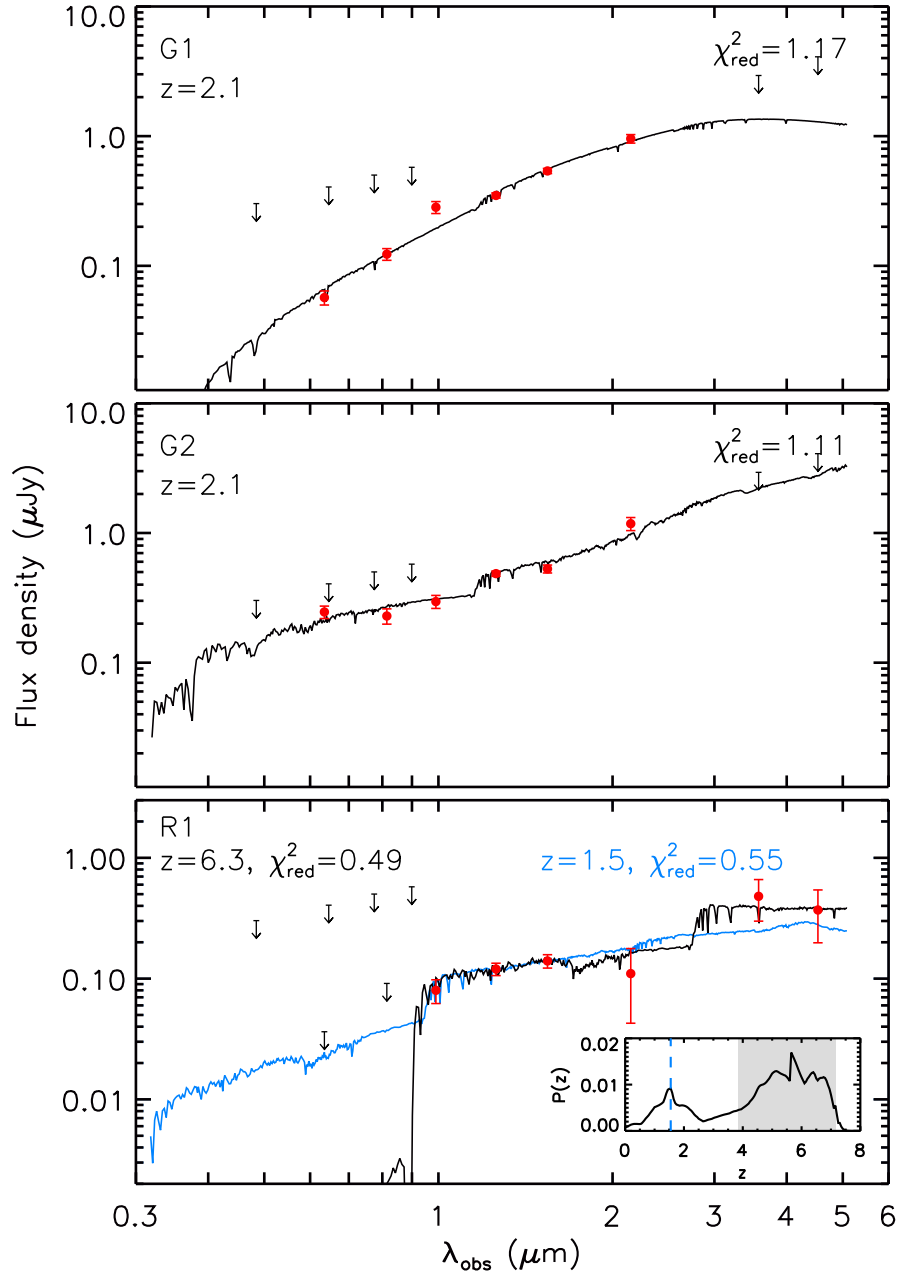 10.0
G1
χ²red=1.17
z=2.1
1.0
0.1
10.0
G2
χ²red=1.11
z=2.1
1.0
0.1
Flux density (μJy)
R1
1.00
z=6.3, χ²red=0.49
z=1.5, χ²red=0.55
0.10
0.01
0.02
0.01
0.00
P(z)
0 2 4 6 8
z
0.3 1 2 3 4 5 6
λobs (μm)